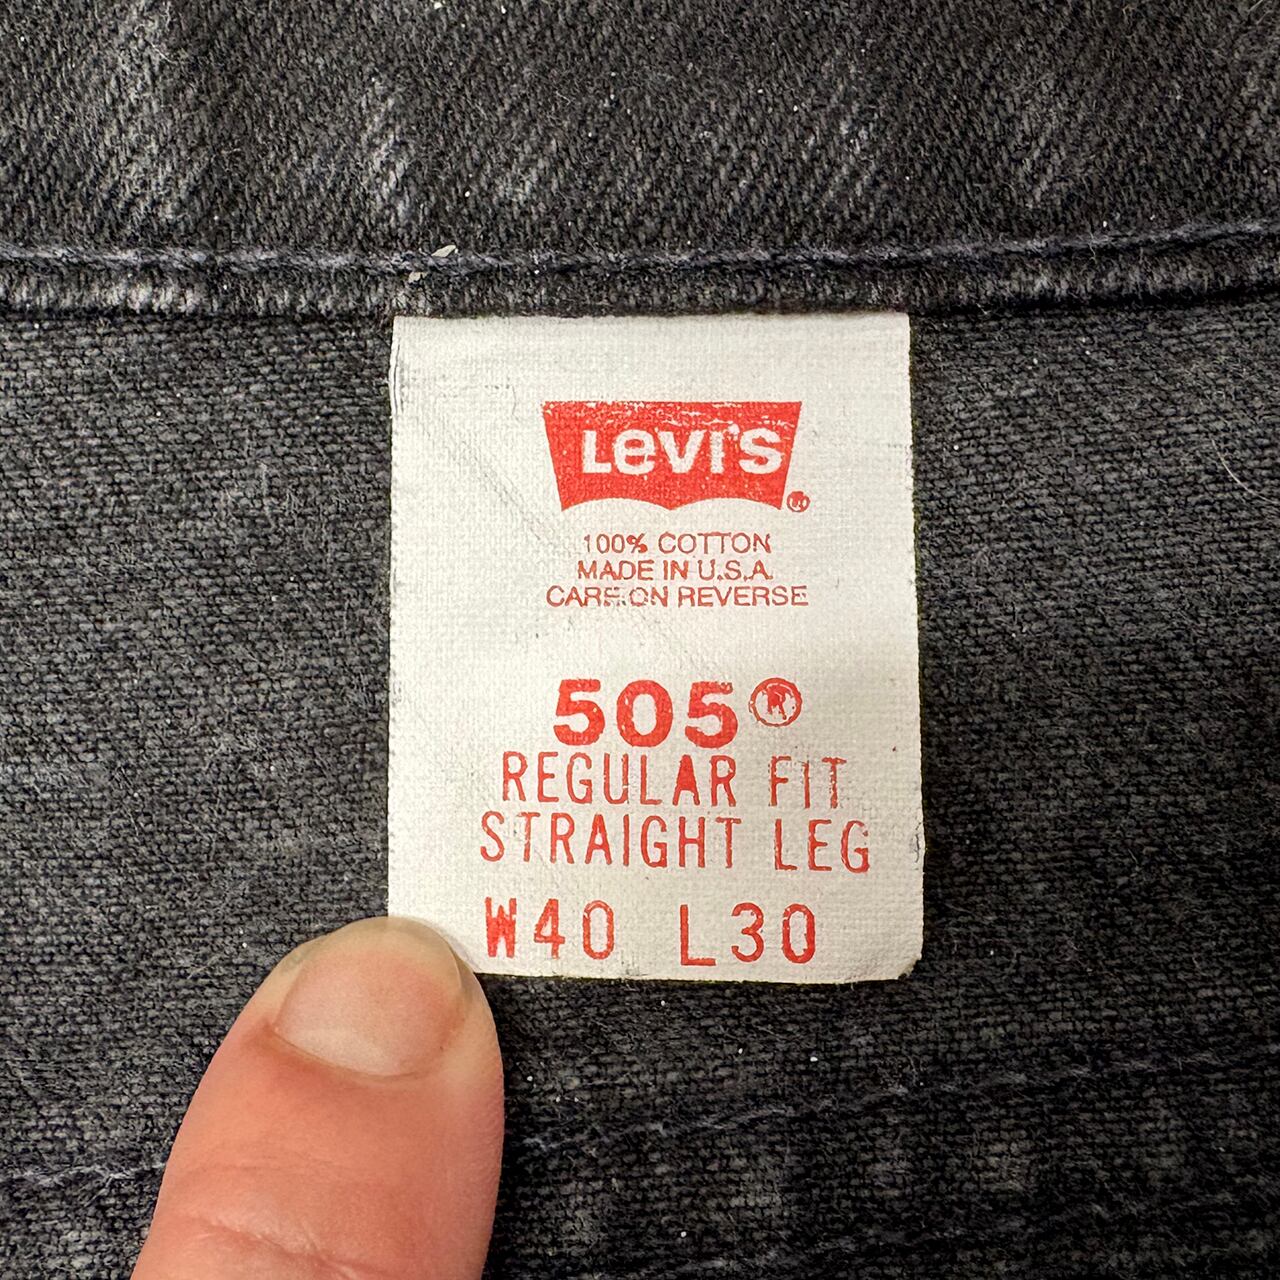 Levi's ®
100% COTTON
MADE IN U.S.A.
CARE ON REVERSE
505®
REGULAR FIT
STRAIGHT LEG
W40 L30